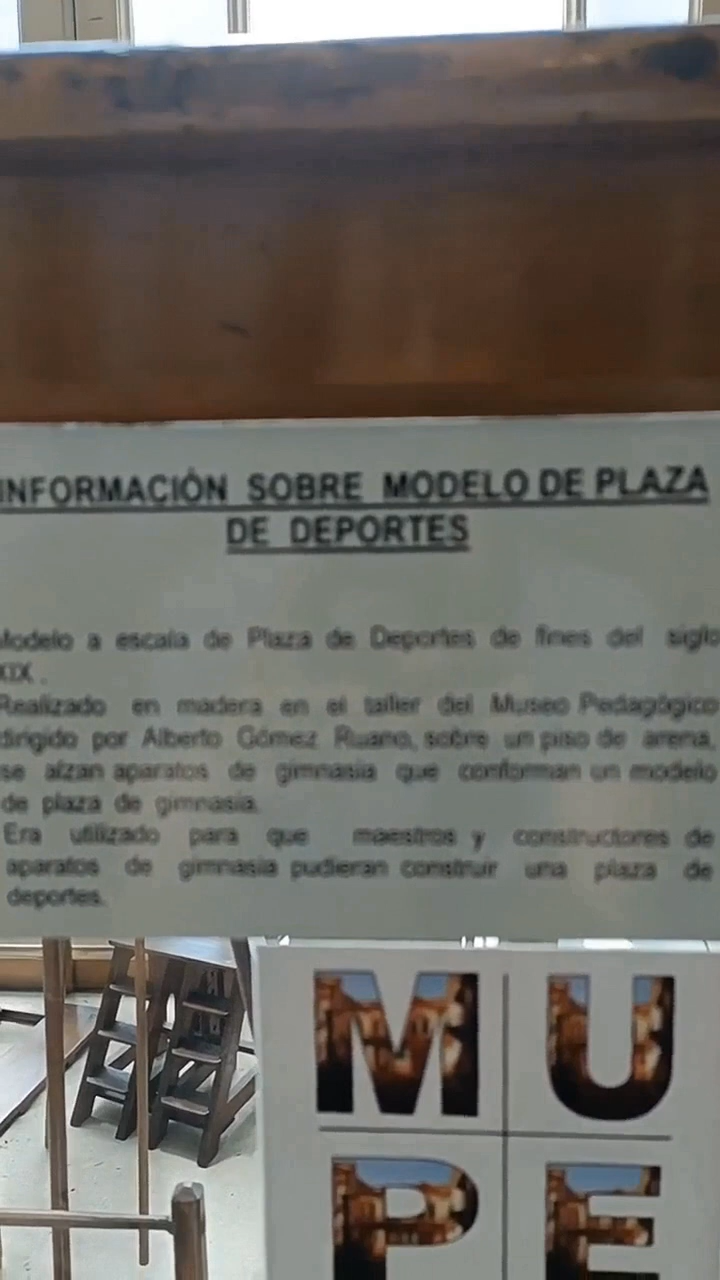 INFORMACIÓN SOBRE MODELO DE PLAZA
DE DEPORTES
Modelo a escala de Plaza de Deportes de fines del siglo
XIX.
Realizado en madera en el taller del Museo Pedagógico
dirigido por Alberto Gómez Ruano, sobre un piso de arena,
se alzan aparatos de gimnasia que conforman un modelo
de plaza de gimnasia.
Era utilizado para que maestros y constructores de
aparatos de gimnasia pudieran construir una plaza de
deportes.
MU
PE